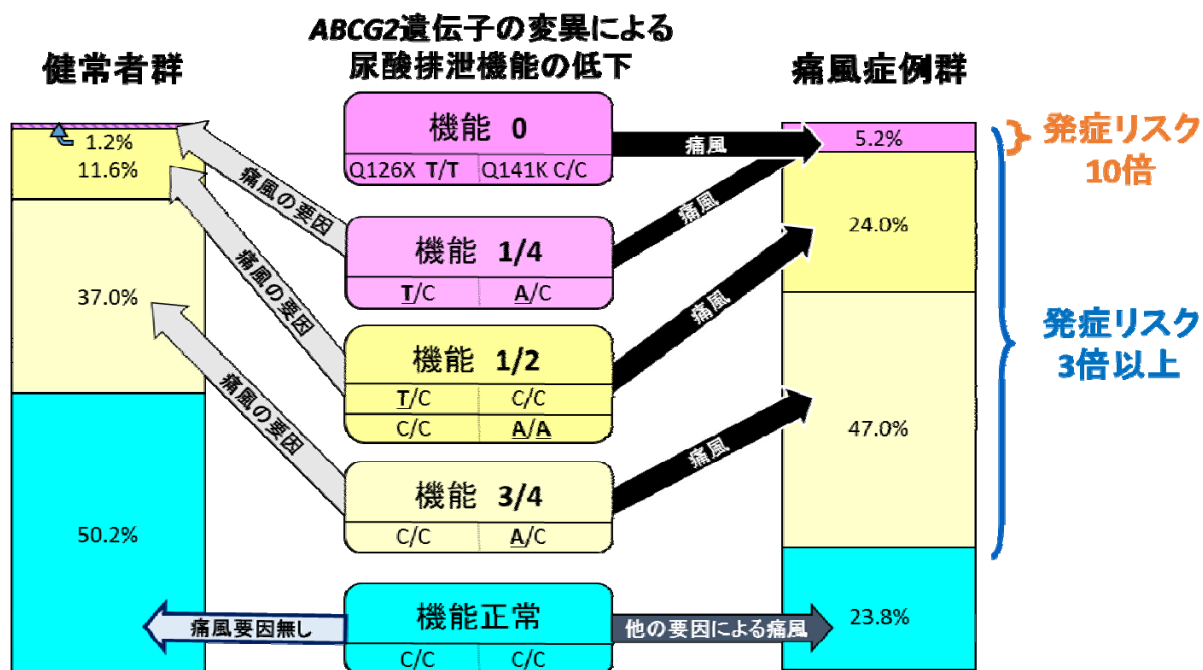 ABCG2遺伝子の変異による
尿酸排泄機能の低下
健常者群
1.2%
11.6%
37.0%
50.2%
機能 0
Q126X T/T Q141K C/C
機能 1/4
T/C A/C
機能 1/2
T/C C/C
C/C A/A
機能 3/4
C/C A/C
機能正常
C/C C/C
痛風の要因
痛風の要因
痛風の要因
痛風要因無し
痛風
痛風
痛風
痛風
他の要因による痛風
痛風症例群
5.2%
24.0%
47.0%
23.8%
発症リスク
10倍
発症リスク
3倍以上